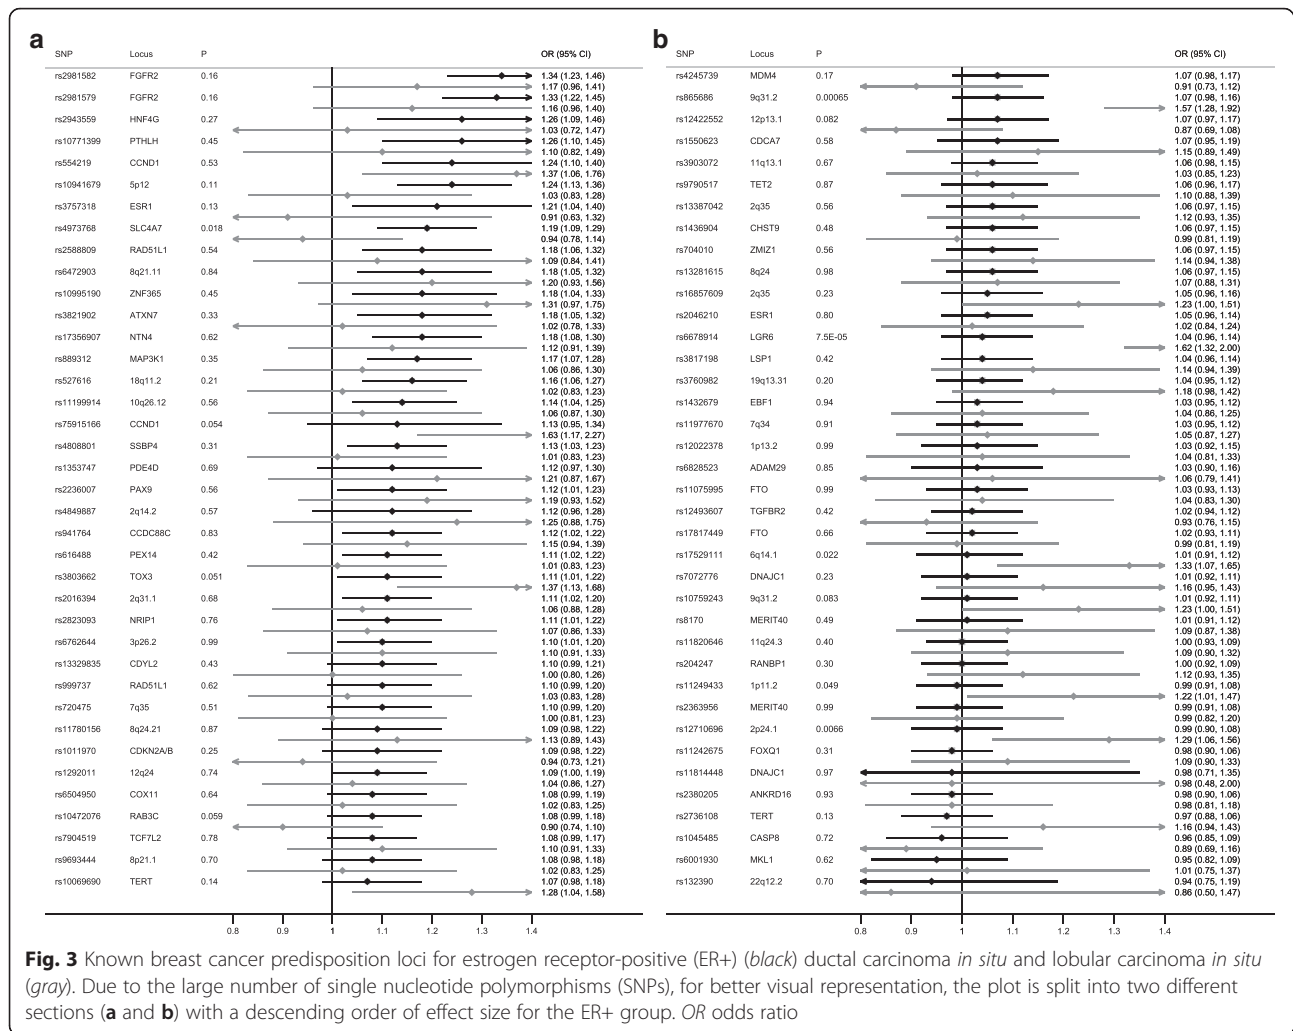 a
SNP Locus P OR (95% CI)
rs2981582 FGFR2 0.16 1.34 (1.23, 1.46)
1.17 (0.96, 1.41)
rs2981579 FGFR2 0.16 1.33 (1.22, 1.45)
1.16 (0.96, 1.40)
rs2943559 HNF4G 0.27 1.26 (1.09, 1.46)
1.03 (0.72, 1.47)
rs10771399 PTHLH 0.45 1.26 (1.10, 1.45)
1.10 (0.82, 1.49)
rs554219 CCND1 0.53 1.24 (1.10, 1.40)
1.37 (1.06, 1.76)
rs10941679 5p12 0.11 1.24 (1.13, 1.36)
1.03 (0.83, 1.28)
rs3757318 ESR1 0.13 1.21 (1.04, 1.40)
0.91 (0.63, 1.32)
rs4973768 SLC4A7 0.018 1.19 (1.09, 1.29)
0.94 (0.78, 1.14)
rs2588809 RAD51L1 0.54 1.18 (1.06, 1.32)
1.09 (0.84, 1.41)
rs6472903 8q21.11 0.84 1.18 (1.05, 1.32)
1.20 (0.93, 1.56)
rs10995190 ZNF365 0.45 1.18 (1.04, 1.33)
1.31 (0.97, 1.75)
rs3821902 ATXN7 0.33 1.18 (1.05, 1.32)
1.02 (0.78, 1.33)
rs17356907 NTN4 0.62 1.18 (1.08, 1.30)
1.12 (0.91, 1.39)
rs889312 MAP3K1 0.35 1.17 (1.07, 1.28)
1.06 (0.86, 1.30)
rs527616 18q11.2 0.21 1.16 (1.06, 1.27)
1.02 (0.83, 1.23)
rs11199914 10q26.12 0.56 1.14 (1.04, 1.25)
1.06 (0.87, 1.30)
rs75915166 CCND1 0.054 1.13 (0.95, 1.34)
1.63 (1.17, 2.27)
rs4808801 SSBP4 0.31 1.13 (1.03, 1.23)
1.01 (0.83, 1.23)
rs1353747 PDE4D 0.69 1.12 (0.97, 1.30)
1.21 (0.87, 1.67)
rs2236007 PAX9 0.56 1.12 (1.01, 1.23)
1.19 (0.93, 1.52)
rs4849887 2q14.2 0.57 1.12 (0.96, 1.28)
1.25 (0.88, 1.75)
rs941764 CCDC88C 0.83 1.12 (1.02, 1.22)
1.15 (0.94, 1.39)
rs616488 PEX14 0.42 1.11 (1.02, 1.22)
1.01 (0.83, 1.23)
rs3803662 TOX3 0.051 1.11 (1.01, 1.22)
1.37 (1.13, 1.68)
rs2016394 2q31.1 0.68 1.11 (1.02, 1.20)
1.06 (0.88, 1.28)
rs2823093 NRIP1 0.76 1.11 (1.01, 1.22)
1.07 (0.86, 1.33)
rs6762644 3p26.2 0.99 1.10 (1.01, 1.20)
1.10 (0.91, 1.33)
rs13329835 CDYL2 0.43 1.10 (0.99, 1.21)
1.00 (0.80, 1.26)
rs999737 RAD51L1 0.62 1.10 (0.99, 1.20)
1.03 (0.83, 1.28)
rs720475 7q35 0.51 1.10 (0.99, 1.20)
1.00 (0.81, 1.23)
rs11780156 8q24.21 0.87 1.09 (0.98, 1.22)
1.13 (0.89, 1.43)
rs1011970 CDKN2A/B 0.25 1.09 (0.98, 1.22)
0.94 (0.73, 1.21)
rs1292011 12q24 0.74 1.09 (1.00, 1.19)
1.04 (0.86, 1.27)
rs6504950 COX11 0.64 1.08 (0.99, 1.19)
1.02 (0.83, 1.25)
rs10472076 RAB3C 0.059 1.08 (0.99, 1.18)
0.90 (0.74, 1.10)
rs7904519 TCF7L2 0.78 1.08 (0.99, 1.17)
1.10 (0.91, 1.33)
rs9693444 8p21.1 0.70 1.08 (0.98, 1.18)
1.02 (0.83, 1.25)
rs10069690 TERT 0.14 1.07 (0.98, 1.18)
1.28 (1.04, 1.58)
0.8 0.9 1 1.1 1.2 1.3 1.4
b
SNP Locus P OR (95% CI)
rs4245739 MDM4 0.17 1.07 (0.98, 1.17)
0.91 (0.73, 1.12)
rs865686 9q31.2 0.00065 1.07 (0.98, 1.16)
1.57 (1.28, 1.92)
rs12422552 12p13.1 0.082 1.07 (0.97, 1.17)
0.87 (0.69, 1.08)
rs1550623 CDCA7 0.58 1.07 (0.95, 1.19)
1.15 (0.89, 1.49)
rs3903072 11q13.1 0.67 1.06 (0.98, 1.15)
1.03 (0.85, 1.23)
rs9790517 TET2 0.87 1.06 (0.96, 1.17)
1.10 (0.88, 1.39)
rs13387042 2q35 0.56 1.06 (0.97, 1.15)
1.12 (0.93, 1.35)
rs1436904 CHST9 0.48 1.06 (0.97, 1.15)
0.99 (0.81, 1.19)
rs704010 ZMIZ1 0.56 1.06 (0.97, 1.15)
1.14 (0.94, 1.38)
rs13281615 8q24 0.98 1.06 (0.97, 1.15)
1.07 (0.88, 1.31)
rs16857609 2q35 0.23 1.05 (0.96, 1.16)
1.23 (1.00, 1.51)
rs2046210 ESR1 0.80 1.05 (0.96, 1.14)
1.02 (0.84, 1.24)
rs6678914 LGR6 7.5E-05 1.04 (0.96, 1.14)
1.62 (1.32, 2.00)
rs3817198 LSP1 0.42 1.04 (0.96, 1.14)
1.14 (0.94, 1.39)
rs3760982 19q13.31 0.20 1.04 (0.95, 1.12)
1.18 (0.98, 1.42)
rs1432679 EBF1 0.94 1.03 (0.95, 1.12)
1.04 (0.86, 1.25)
rs11977670 7q34 0.91 1.03 (0.95, 1.12)
1.05 (0.87, 1.27)
rs12022378 1p13.2 0.99 1.03 (0.92, 1.15)
1.04 (0.81, 1.33)
rs6828523 ADAM29 0.85 1.03 (0.90, 1.16)
1.06 (0.79, 1.41)
rs11075995 FTO 0.99 1.03 (0.93, 1.13)
1.04 (0.83, 1.30)
rs12493607 TGFBR2 0.42 1.02 (0.94, 1.12)
0.93 (0.76, 1.15)
rs17817449 FTO 0.66 1.02 (0.93, 1.11)
0.99 (0.81, 1.19)
rs17529111 6q14.1 0.022 1.01 (0.91, 1.12)
1.33 (1.07, 1.65)
rs7072776 DNAJC1 0.23 1.01 (0.92, 1.11)
1.16 (0.95, 1.43)
rs10759243 9q31.2 0.083 1.01 (0.92, 1.11)
1.23 (1.00, 1.51)
rs8170 MERIT40 0.49 1.01 (0.91, 1.12)
1.09 (0.87, 1.38)
rs11820646 11q24.3 0.40 1.00 (0.93, 1.09)
1.09 (0.90, 1.32)
rs204247 RANBP1 0.30 1.00 (0.92, 1.09)
1.12 (0.93, 1.35)
rs11249433 1p11.2 0.049 0.99 (0.91, 1.08)
1.22 (1.01, 1.47)
rs2363956 MERIT40 0.99 0.99 (0.91, 1.08)
0.99 (0.82, 1.20)
rs12710696 2p24.1 0.0066 0.99 (0.90, 1.08)
1.29 (1.06, 1.56)
rs11242675 FOXQ1 0.31 0.98 (0.90, 1.06)
1.09 (0.90, 1.33)
rs11814448 DNAJC1 0.97 0.98 (0.71, 1.35)
0.98 (0.48, 2.00)
rs2380205 ANKRD16 0.93 0.98 (0.90, 1.06)
0.98 (0.81, 1.18)
rs2736108 TERT 0.13 0.97 (0.88, 1.06)
1.16 (0.94, 1.43)
rs1045485 CASP8 0.72 0.96 (0.85, 1.09)
0.89 (0.69, 1.16)
rs6001930 MKL1 0.62 0.95 (0.82, 1.09)
1.01 (0.75, 1.37)
rs132390 22q12.2 0.70 0.94 (0.75, 1.19)
0.86 (0.50, 1.47)
0.8 0.9 1 1.1 1.2 1.3 1.4
Fig. 3 Known breast cancer predisposition loci for estrogen receptor-positive (ER+) (black) ductal carcinoma in situ and lobular carcinoma in situ
(gray). Due to the large number of single nucleotide polymorphisms (SNPs), for better visual representation, the plot is split into two different
sections (a and b) with a descending order of effect size for the ER+ group. OR odds ratio